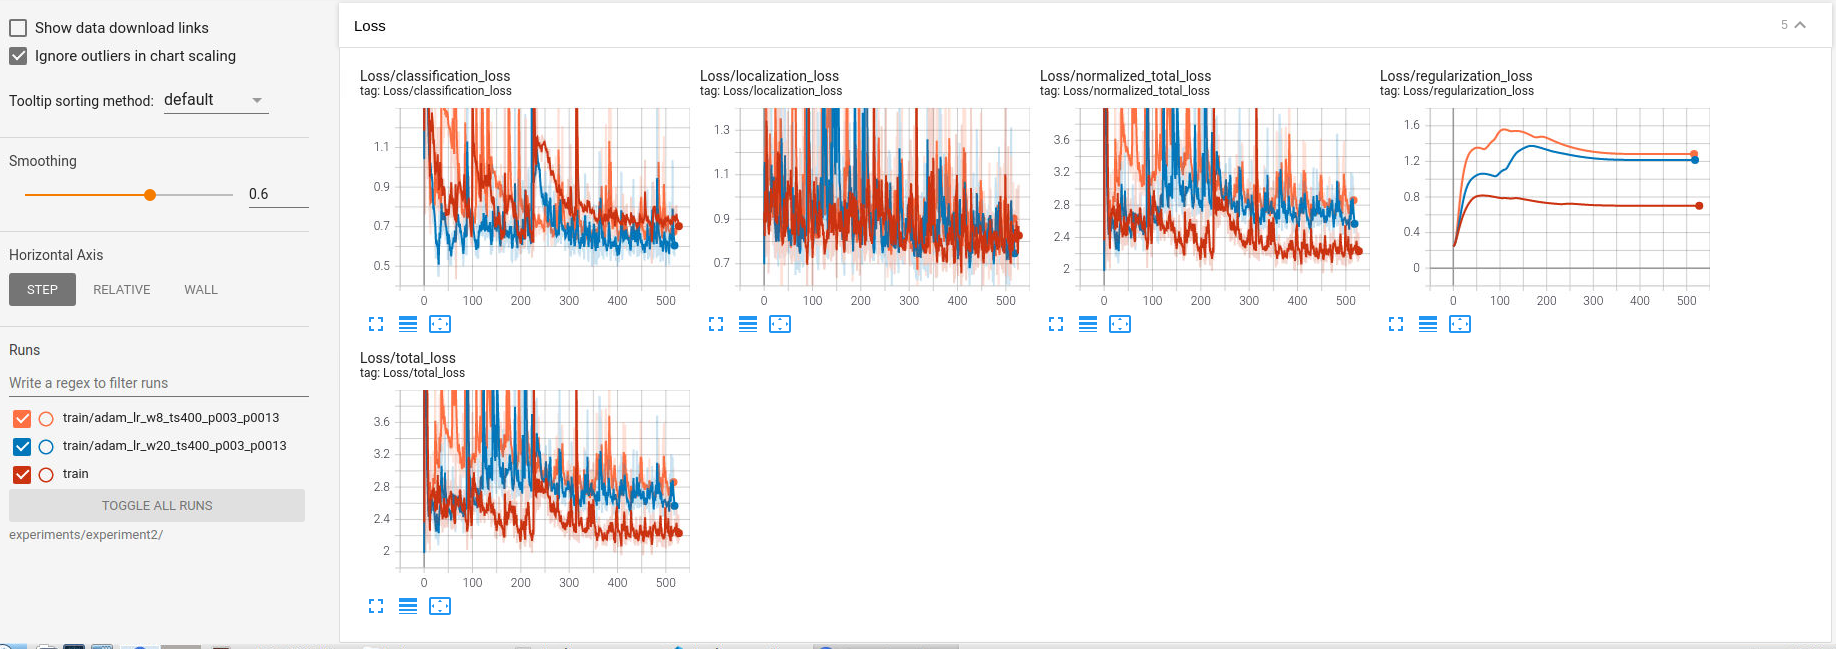 Show data download links
Ignore outliers in chart scaling
Tooltip sorting method: default
Smoothing
0.6
Horizontal Axis
STEP RELATIVE WALL
Runs
Write a regex to filter runs
train/adam_lr_w8_ts400_p003_p0013
train/adam_lr_w20_ts400_p003_p0013
train
TOGGLE ALL RUNS
experiments/experiment2/
Loss 5
Loss/classification_loss
tag: Loss/classification_loss
1.1
0.9
0.7
0.5
0 100 200 300 400 500
Loss/localization_loss
tag: Loss/localization_loss
1.3
1.1
0.9
0.7
0 100 200 300 400 500
Loss/normalized_total_loss
tag: Loss/normalized_total_loss
3.6
3.2
2.8
2.4
2
0 100 200 300 400 500
Loss/regularization_loss
tag: Loss/regularization_loss
1.6
1.2
0.8
0.4
0
0 100 200 300 400 500
Loss/total_loss
tag: Loss/total_loss
3.6
3.2
2.8
2.4
2
0 100 200 300 400 500